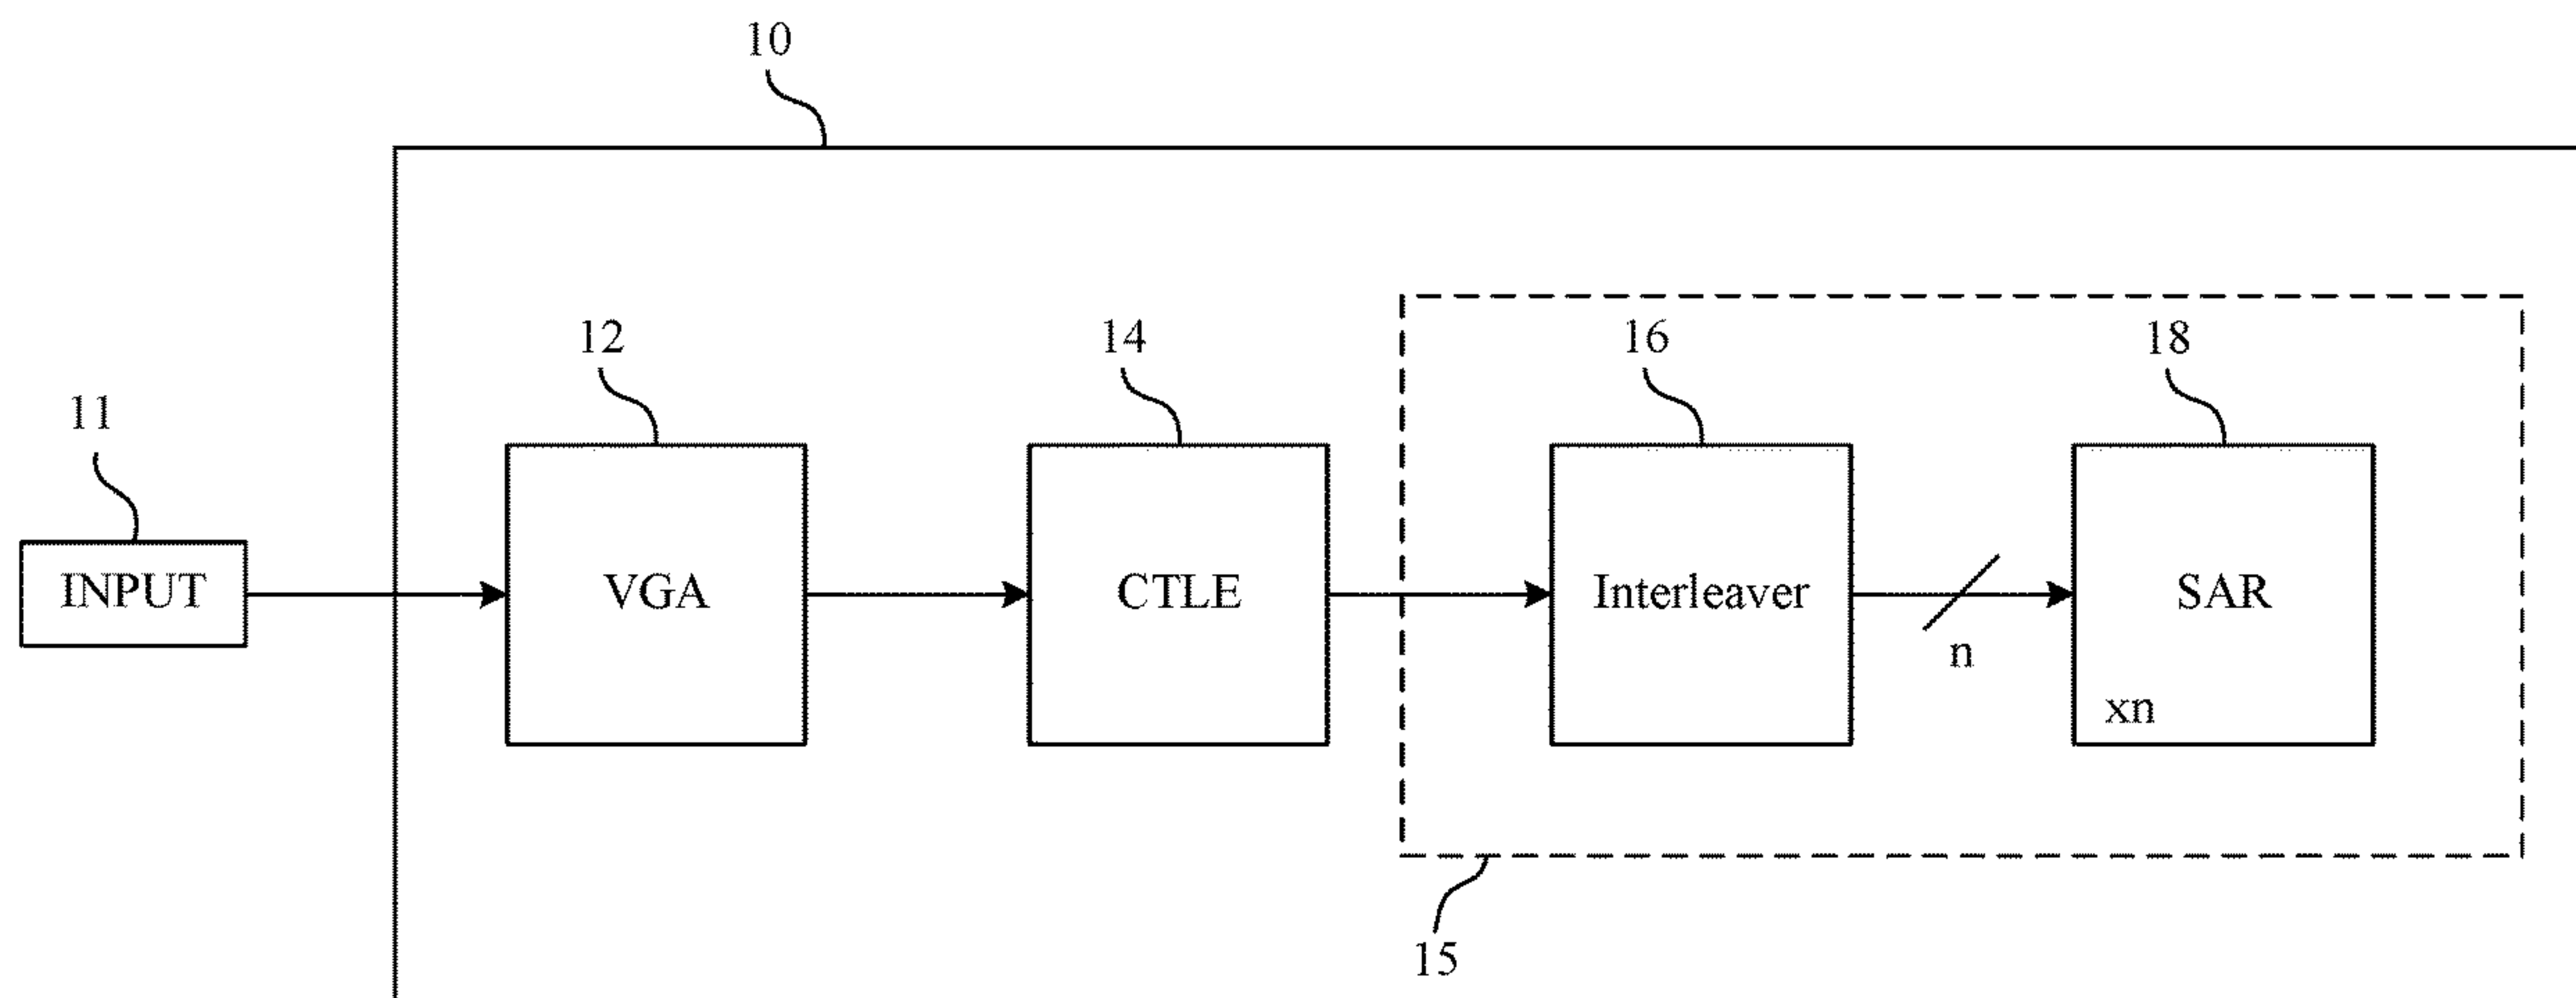 10
12
14
16
18
11
INPUT
VGA
CTLE
Interleaver
n
SAR
xn
15